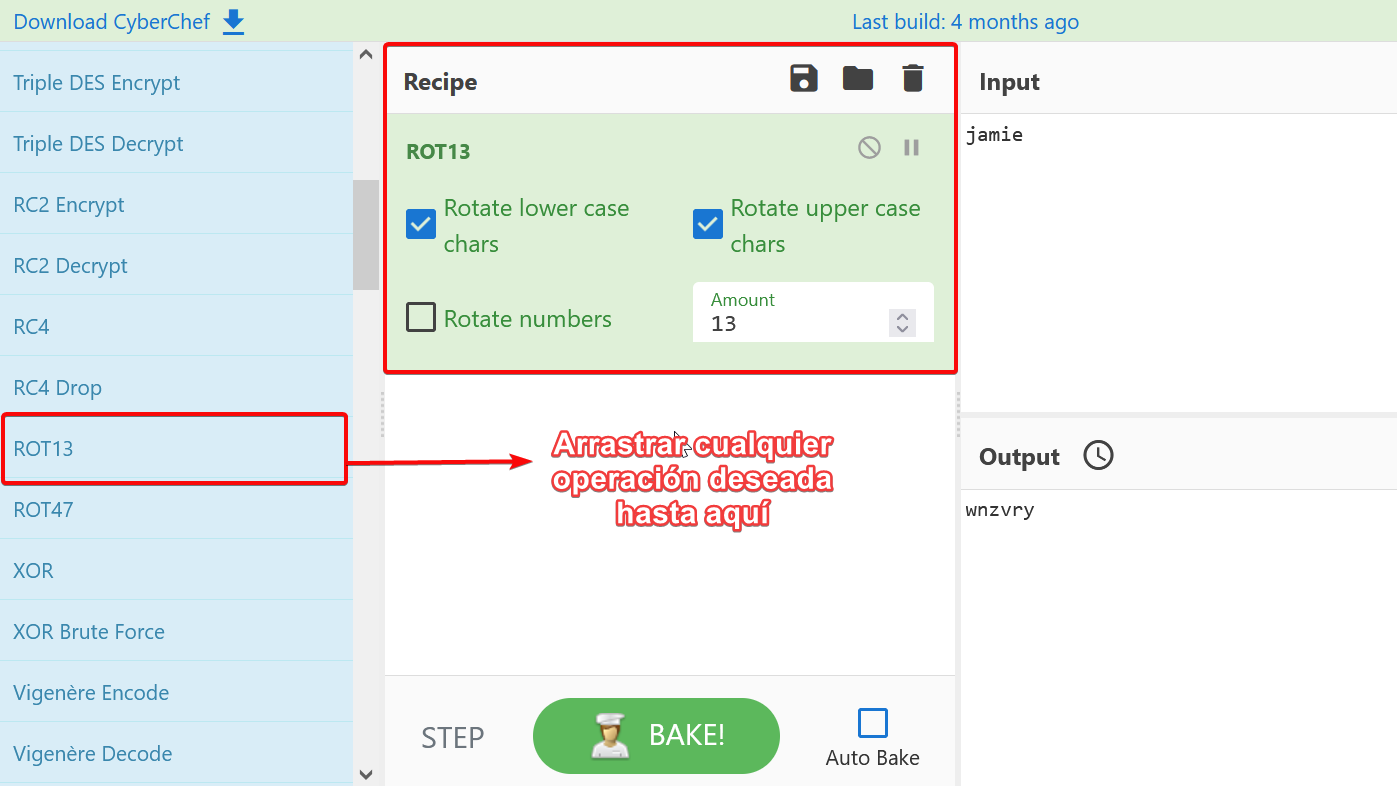 Download CyberChef
Last build: 4 months ago
Triple DES Encrypt
Triple DES Decrypt
RC2 Encrypt
RC2 Decrypt
RC4
RC4 Drop
ROT13
ROT47
XOR
XOR Brute Force
Vigenère Encode
Vigenère Decode
Recipe
ROT13
Rotate lower case
chars
Rotate upper case
chars
Rotate numbers
Amount
13
Arrastrar cualquier
operación deseada
hasta aquí
STEP
BAKE!
Auto Bake
Input
jamie
Output
wnzvry